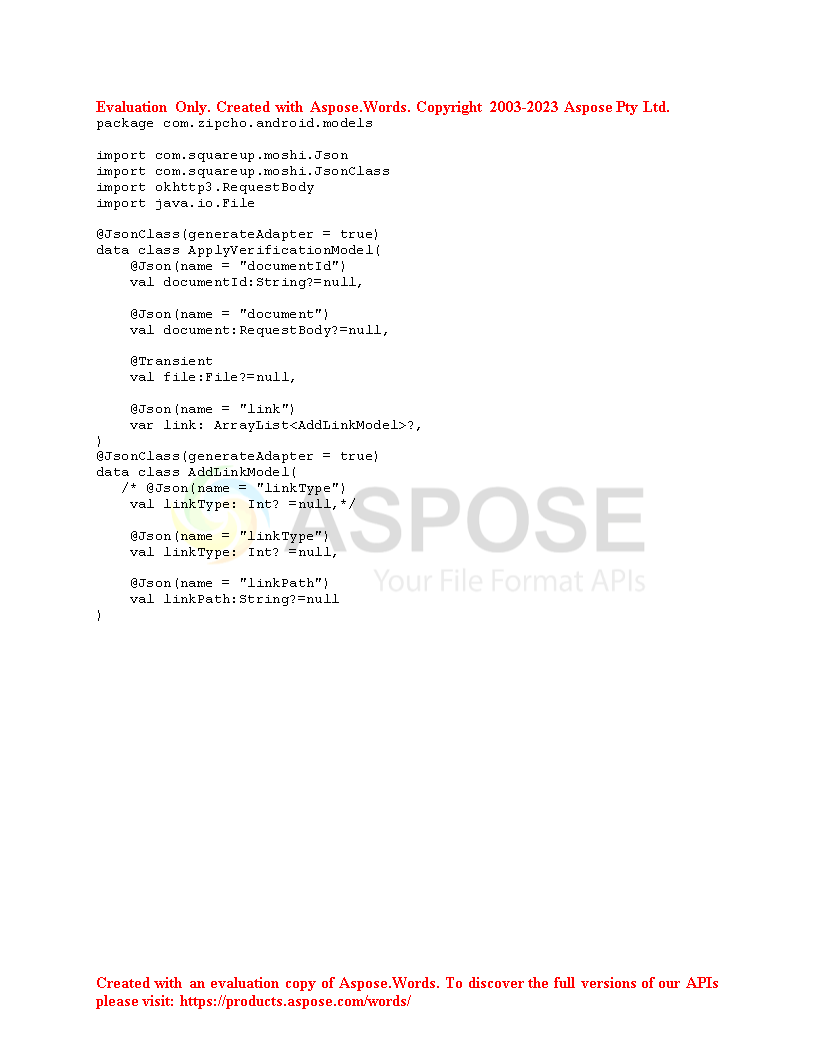 Evaluation Only. Created with Aspose.Words. Copyright 2003-2023 Aspose Pty Ltd.
package com.zipcho.android.models
import com.squareup.moshi.Json
import com.squareup.moshi.JsonClass
import okhttp3.RequestBody
import java.io.File
@JsonClass(generateAdapter = true)
data class ApplyVerificationModel(
    @Json(name = "documentId")
    val documentId:String?=null,
    @Json(name = "document")
    val document:RequestBody?=null,
    @Transient
    val file:File?=null,
    @Json(name = "link")
    var link: ArrayList<AddLinkModel>?,
)
@JsonClass(generateAdapter = true)
data class AddLinkModel(
   /* @Json(name = "linkType")
    val linkType: Int? =null,*/
    @Json(name = "linkType")
    val linkType: Int? =null,
    @Json(name = "linkPath")
    val linkPath:String?=null
)
ASPOSE
Your File Format APIs
Created with an evaluation copy of Aspose.Words. To discover the full versions of our APIs
please visit: https://products.aspose.com/words/